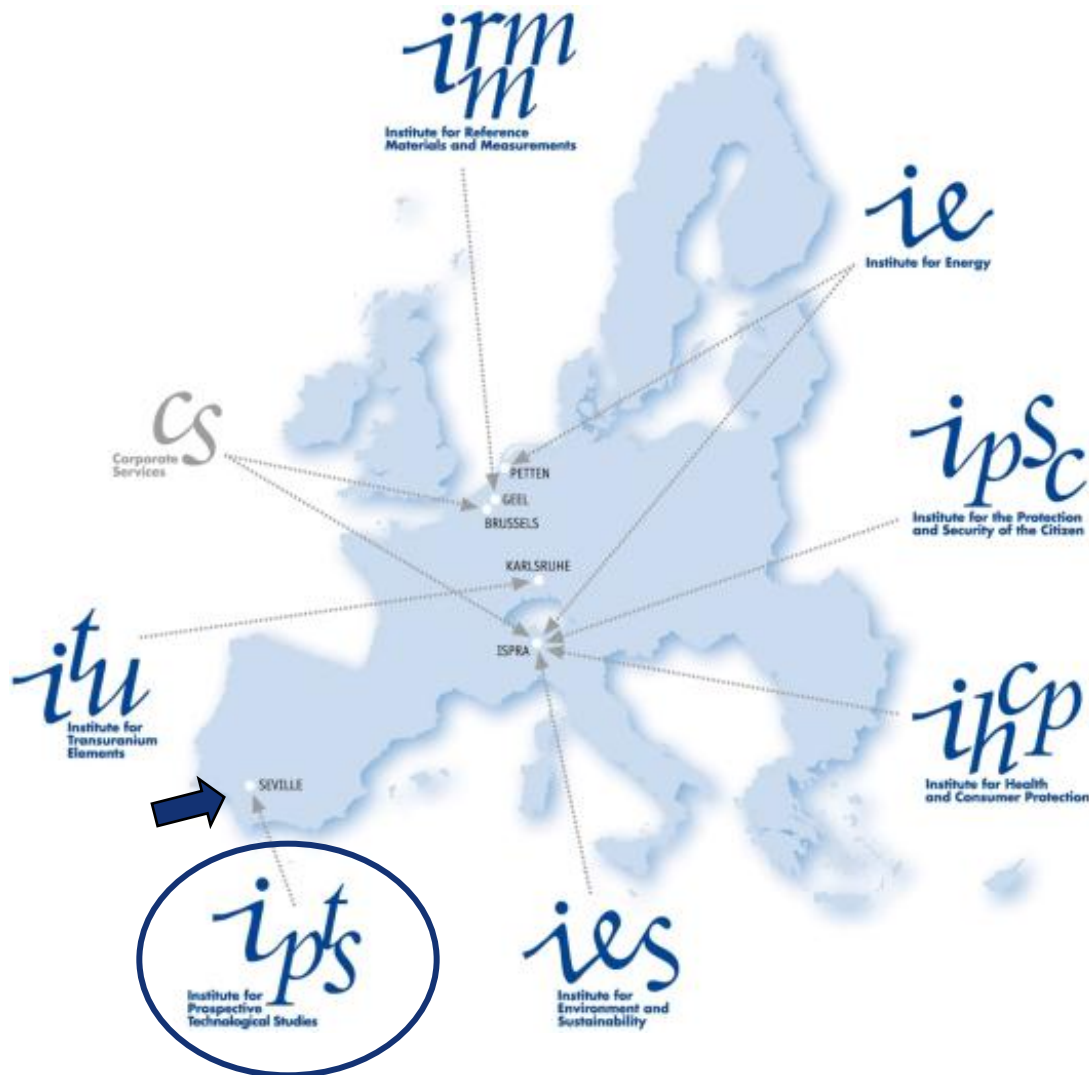 irmm
Institute for Reference
Materials and Measurements
ie
Institute for Energy
cs
Corporate
Services
ipsc
Institute for the Protection
and Security of the Citizen
PETTEN
GEEL
BRUSSELS
KARLSRUHE
ISPRA
itu
Institute for
Transuranium
Elements
ihcp
Institute for Health
and Consumer Protection
SEVILLE
ipts
Institute for
Prospective
Technological Studies
ies
Institute for
Environment and
Sustainability